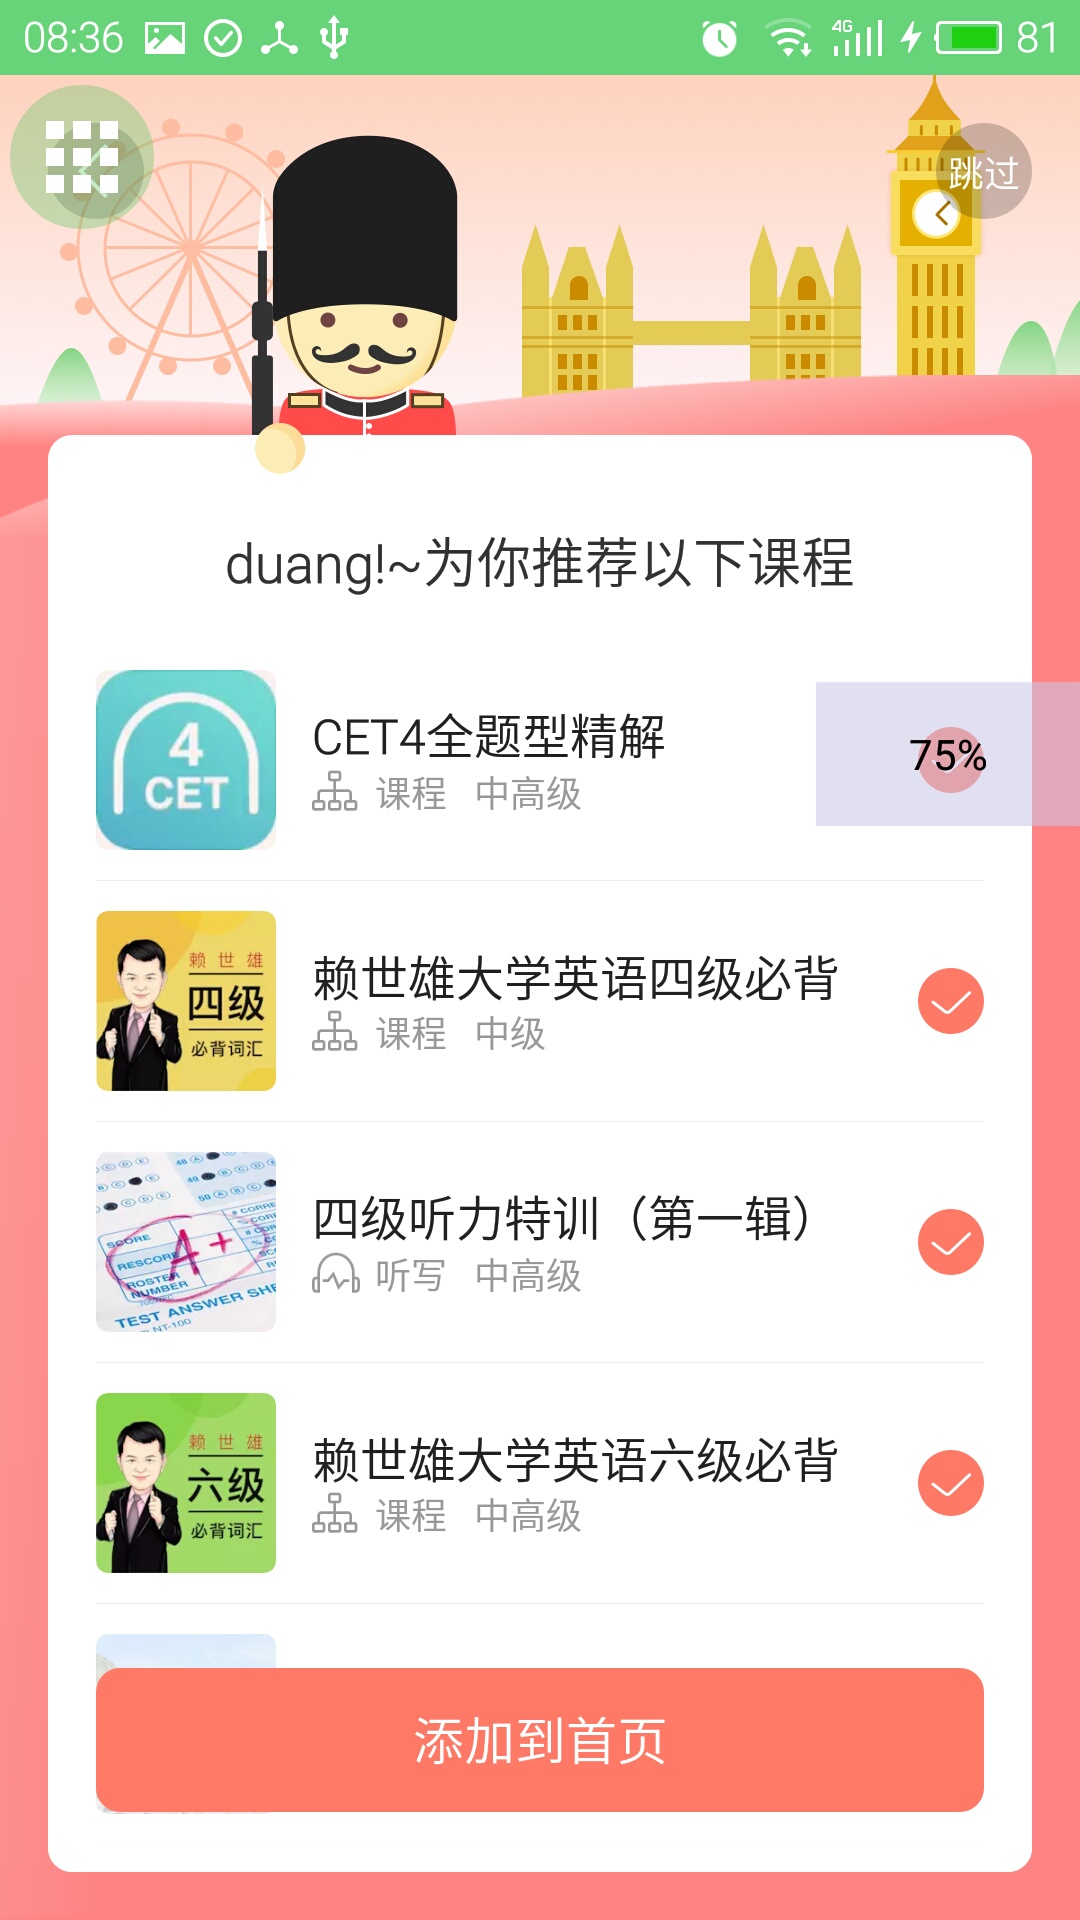 08:36
4G
81
跳过
duang!~为你推荐以下课程
4
CET
CET4全题型精解
课程 中高级
75%
赖世雄
四级
必背词汇
赖世雄大学英语四级必背
课程 中级
SCORE
RESCORE
ROSTER
NUMBER
A+
TEST ANSWER SHE
NT-100
四级听力特训（第一辑）
听写 中高级
赖世雄
六级
必背词汇
赖世雄大学英语六级必背
课程 中高级
添加到首页